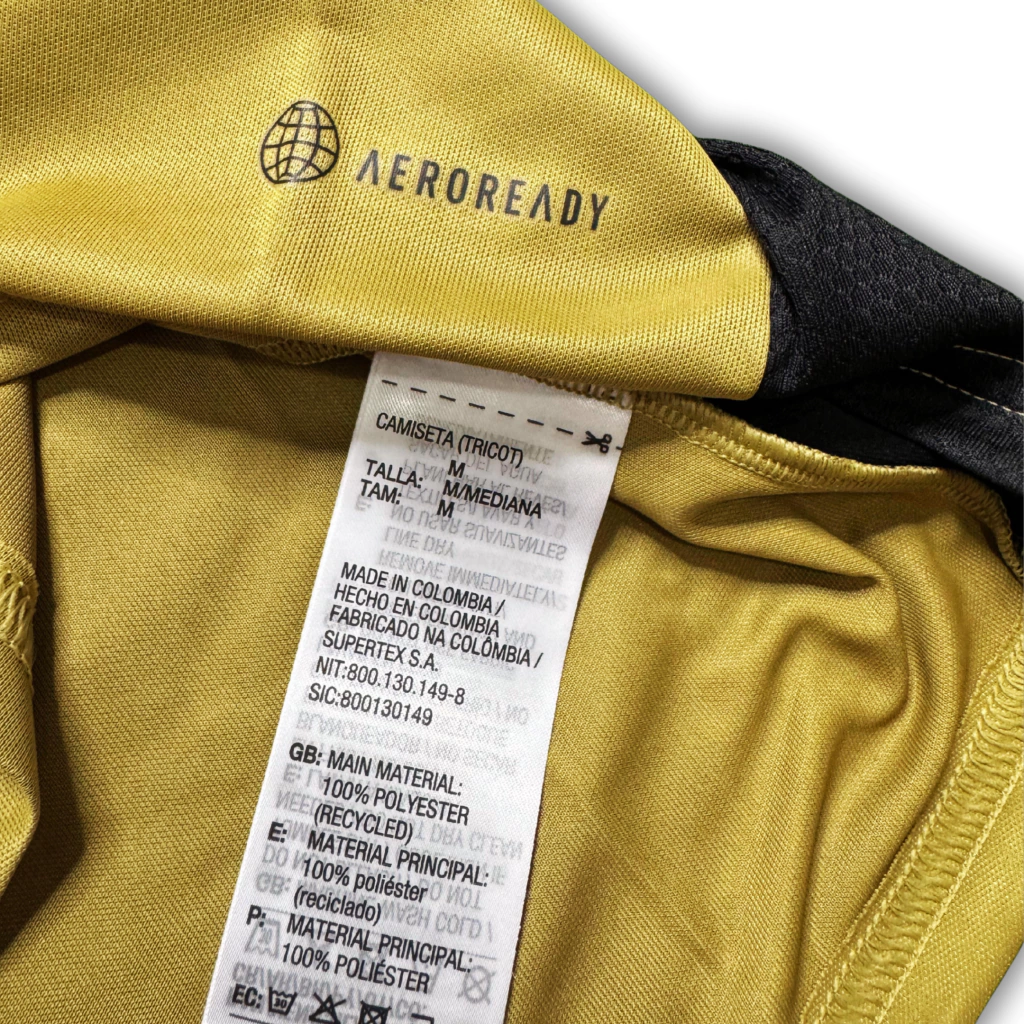 AEROREADY
CAMISETA (TRICOT)
M
TALLA: M/MEDIANA
TAM: M
MADE IN COLOMBIA /
HECHO EN COLOMBIA
FABRICADO NA COLÔMBIA /
SUPERTEX S.A.
NIT:800.130.149-8
SIC:800130149
GB: MAIN MATERIAL:
100% POLYESTER
(RECYCLED)
E: MATERIAL PRINCIPAL:
100% poliéster
(reciclado)
P: MATERIAL PRINCIPAL:
100% POLIÉSTER
EC: 30